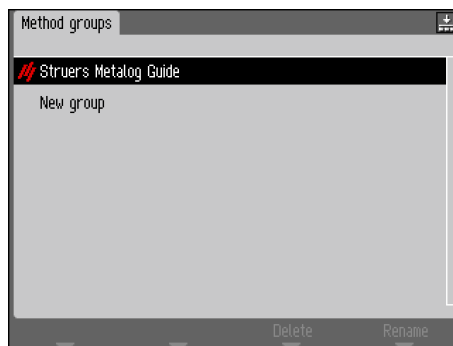 Method groups
Struers Metalog Guide
New group
Delete
Rename